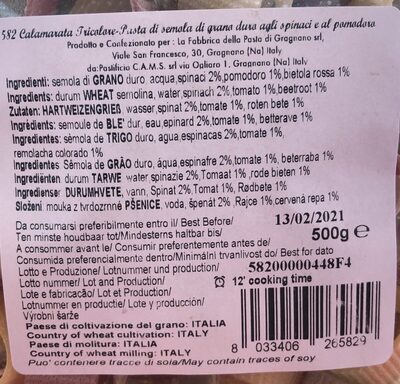 582 Calamarata Tricolore-Pasta di semola di grano duro agli spinaci e al pomodoro
Prodotto e Confezionato per : La Fabbrica della Pasta di Gragnano srl,
Viale San Francesco, 30, Gragnano (Na) Italy
da:Pastificio C.A.M.S. srl via Ogliaro 1, Gragnano (Na) Italy
Ingredienti: semola di GRANO duro, acqua,spinaci 2%,pomodoro 1%,bietola rossa 1%
Ingredients: durum WHEAT semolina, water,spinach 2%,tomato 1%,beetroot 1%
Zutaten: HARTWEIZENGRIEß wasser,spinat 2%,tomate 1%, roten bete 1%
Ingrédients: semoule de BLE' dur, eau,epinard 2%,tomate 1%, betterave 1%
Ingredientes: sémola de TRIGO duro, agua,espinacas 2%,tomate 1%,
remolacha colorado 1%
Ingredientes: Sêmola de GRÃO duro, água,espinafre 2%,tomate 1%, beterraba 1%
Ingrediënten: durum TARWE water spinazie 2%,Tomaat 1%,rode bieten 1%
Ingredienser: DURUMHVETE, vann, Spinat 2%,Tomat 1%, Rødbete 1%
Složení: mouka z tvrdozrnné PŠENICE, voda, špenát 2% ,Rajce 1%,cervená repa 1%
Da consumarsi preferibilmente entro il/ Best Before/ 13/02/2021
Ten minste houdbaar tot/Mindesterns haltbar bis/ 500g e
A consommer avant le/ Consumir preferentemente antes de/
Consumida preferencialmente dentro/Minimálni trvanlivost do/ Best for dato
Lotto e Produzione/ Lotnummer und production/ 58200000448F4
Lotto nummer/ Lot and Production/ 12' cooking time
Lote e fabricação/ Lot et Production/
Lotnummer en productie/ Lote y producción/
Výrobní šarže
Paese di coltivazione del grano: ITALIA
Country of wheat cultivation: ITALY
Paese di molitura: ITALIA
Country of wheat milling: ITALY
8 033406 265829
Puo' contenere tracce di soia/May contain traces of soy